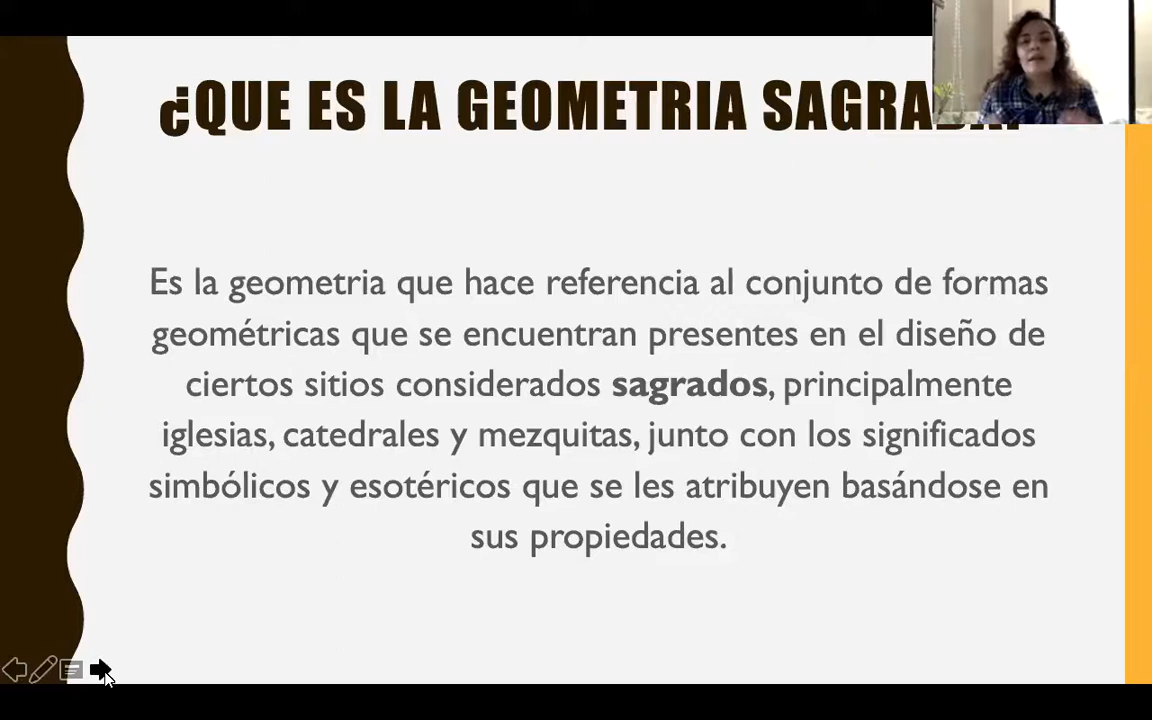 ¿QUE ES LA GEOMETRIA SAGRADA?
Es la geometria que hace referencia al conjunto de formas
geométricas que se encuentran presentes en el diseño de
ciertos sitios considerados sagrados, principalmente
iglesias, catedrales y mezquitas, junto con los significados
simbólicos y esotéricos que se les atribuyen basándose en
sus propiedades.